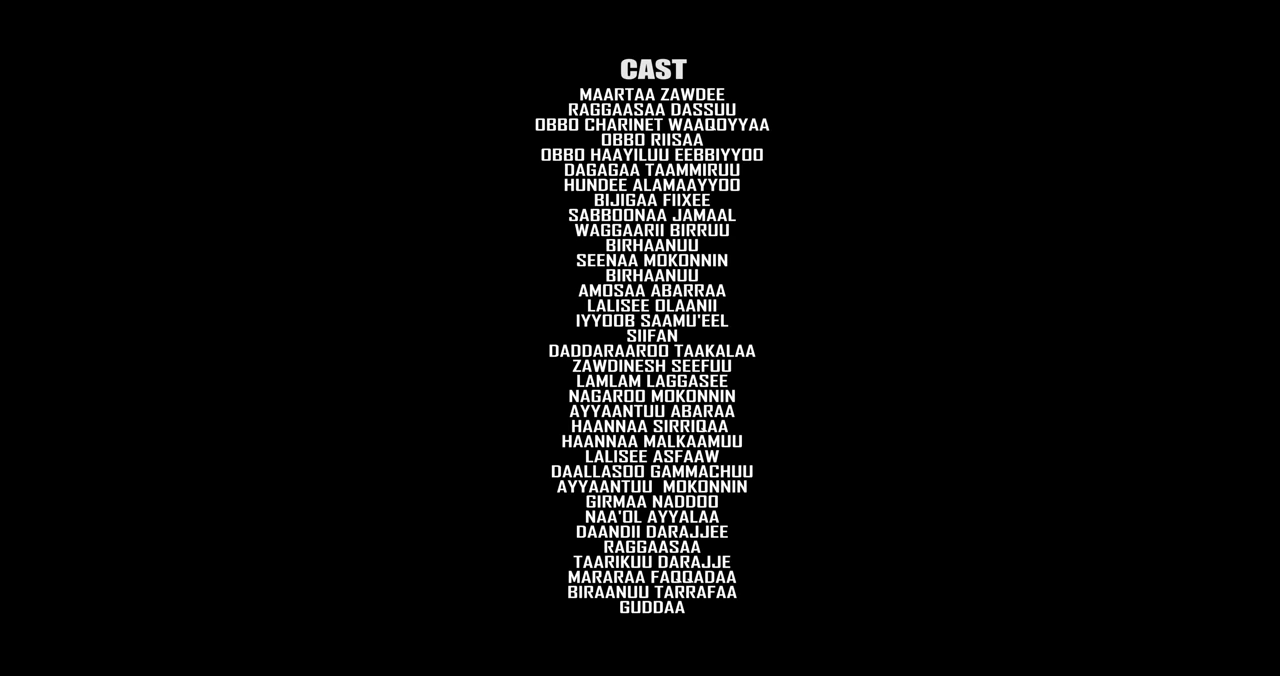 CAST
MAARTAA ZAWDEE
RAGGAASAA DASSUU
OBBO CHARINET WAAQOYYAA
OBBO RIISAA
OBBO HAAYILUU EEBBIYYOO
DAGAGAA TAAMMIRUU
HUNDEE ALAMAAYYOO
BIJIGAA FIIXEE
SABBOONAA JAMAAL
WAGGAARII BIRRUU
BIRHAANUU
SEENAA MOKONNIN
BIRHAANUU
AMOSAA ABARRAA
LALISEE OLAANII
IYYOOB SAAMU'EEL
SIIFAN
DADDARAAROO TAAKALAA
ZAWDINESH SEEFUU
LAMLAM LAGGASEE
NAGAROO MOKONNIN
AYYAANTUU ABARAA
HAANNAA SIRRIQAA
HAANNAA MALKAAMUU
LALISEE ASFAAW
DAALLASOO GAMMACHUU
AYYAANTUU MOKONNIN
GIRMAA NADDOO
NAA'OL AYYALAA
DAANDII DARAJJEE
RAGGAASAA
TAARIKUU DARAJJE
MARARAA FAQQADAA
BIRAANUU TARRAFAA
GUDDAA